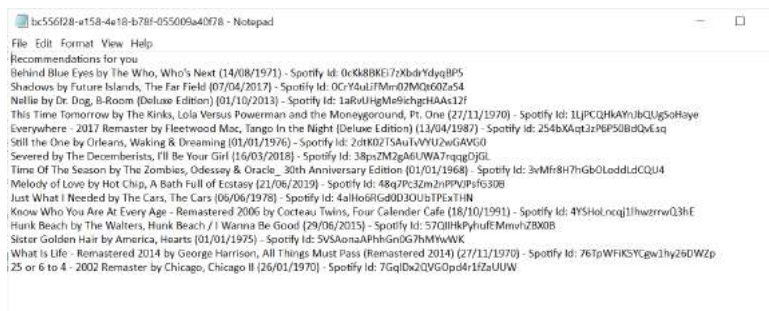 bc556f28-e158-4e18-b78f-055009a40f78 - Notepad
File Edit Format View Help
Recommendations for you
Behind Blue Eyes by The Who, Who's Next (14/08/1971) - Spotify Id: 0cKk8BKEi7zXbdrYdyqBP5
Shadows by Future Islands, The Far Field (07/04/2017) - Spotify Id: 0CrY4uLiFMm02MQt60Za54
Nellie by Dr. Dog, B-Room (Deluxe Edition) (01/10/2013) - Spotify Id: 1aRvUHgMe9ichgcHAAs12f
This Time Tomorrow by The Kinks, Lola Versus Powerman and the Moneygoround, Pt. One (27/11/1970) - Spotify Id: 1LjPCQHkAYnJbQUgSoHaye
Everywhere - 2017 Remaster by Fleetwood Mac, Tango In the Night (Deluxe Edition) (13/04/1987) - Spotify Id: 254bXAqt3zP6P50BdQvEsq
Still the One by Orleans, Waking & Dreaming (01/01/1976) - Spotify Id: 2dtK02TSAuTvVYU2wGAVG0
Severed by The Decemberists, I'll Be Your Girl (16/03/2018) - Spotify Id: 38psZM2gA6UWA7rqqgDjGL
Time Of The Season by The Zombies, Odessey & Oracle_ 30th Anniversary Edition (01/01/1968) - Spotify Id: 3vMfr8H7hGbOLoddLdCQU4
Melody of Love by Hot Chip, A Bath Full of Ecstasy (21/06/2019) - Spotify Id: 48q7Pc3Zm2nPPVJPsfG30B
Just What I Needed by The Cars, The Cars (06/06/1978) - Spotify Id: 4alHo6RGd0D3OUbTPExTHN
Know Who You Are At Every Age - Remastered 2006 by Cocteau Twins, Four Calender Cafe (18/10/1991) - Spotify Id: 4YSHoLncqj1lhwzrrwQ3hE
Hunk Beach by The Walters, Hunk Beach / I Wanna Be Good (29/06/2015) - Spotify Id: 57QIIHkPyhufEMmvhZBX0B
Sister Golden Hair by America, Hearts (01/01/1975) - Spotify Id: 5VSAonaAPhhGn0G7hMYwWK
What Is Life - Remastered 2014 by George Harrison, All Things Must Pass (Remastered 2014) (27/11/1970) - Spotify Id: 76TpWFiKSYCgw1hy26DWZp
25 or 6 to 4 - 2002 Remaster by Chicago, Chicago II (26/01/1970) - Spotify Id: 7GqlDx2QVGOpd4r1fZaUUW